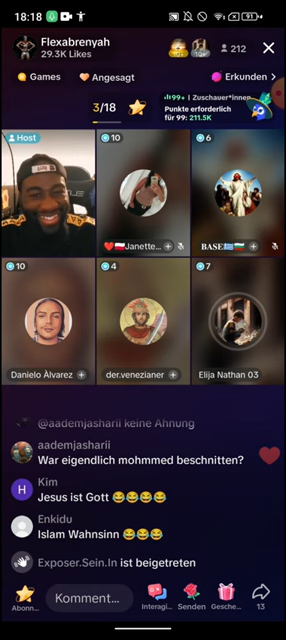 18:18
91
Flexabrenyah
29.3K Likes
212
Games
Angesagt
Erkunden
3/18
99+ | Zuschauer*innen
Punkte erforderlich
für 99: 211.5K
Host
10
6
Janette...
BASE
10
4
7
Danielo Àlvarez
der.venezianer
Elija Nathan 03
@aademjasharii keine Ahnung
aademjasharii
War eigendlich mohmmed beschnitten?
H
Kim
Jesus ist Gott 😂😂😂😂
Enkidu
Islam Wahnsinn 😂😂😂
Exposer.Sein.In ist beigetreten
Kommentar...
Abonn...
Interagi...
Senden
Gesche...
13